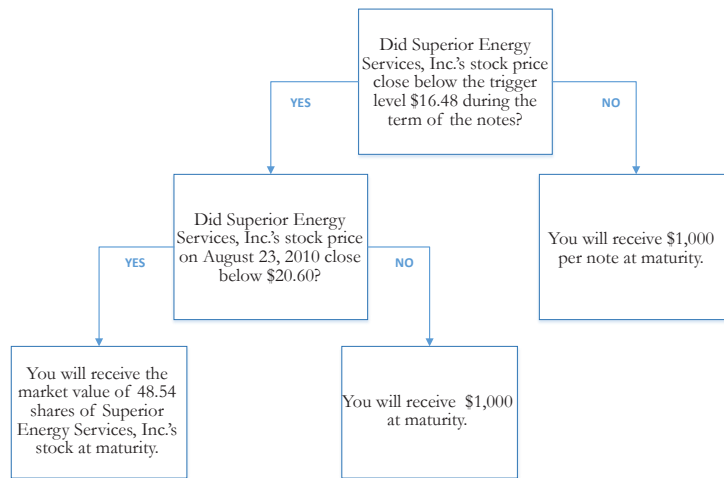 Did Superior Energy
Services, Inc.'s stock price
close below the trigger
level $16.48 during the
term of the notes?
YES
NO
Did Superior Energy
Services, Inc.'s stock price
on August 23, 2010 close
below $20.60?
You will receive $1,000
per note at maturity.
YES
NO
You will receive the
market value of 48.54
shares of Superior
Energy Services, Inc.'s
stock at maturity.
You will receive $1,000
at maturity.